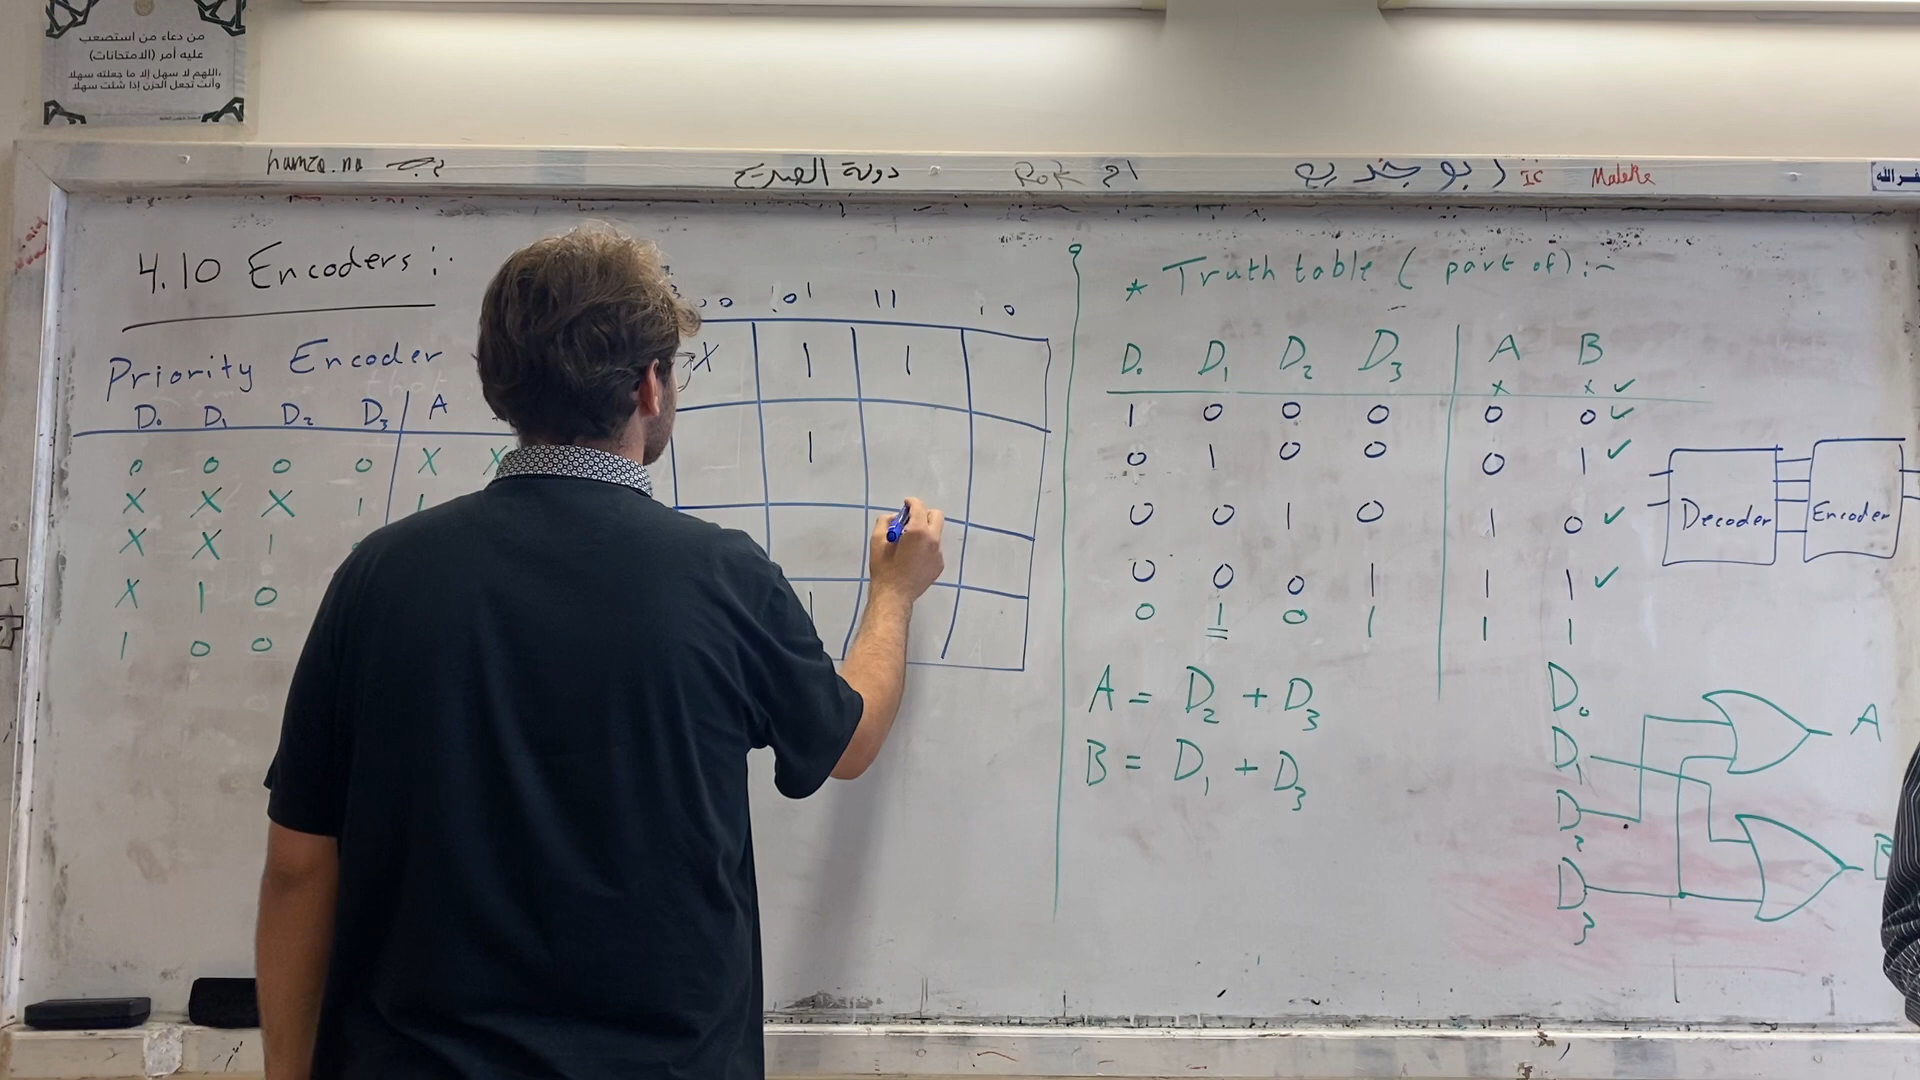 من دعاء من استصعب
عليه أمر (الامتحانات)
اللهم لا سهل إلا ما جعلته سهلا،
وأنت تجعل الحزن إذا شئت سهلا
hamza.na
دولة
ابو
IC
Maleke
4.10 Encoders:
Priority Encoder
D₀ D₁ D₂ D₃ A
0 0 0 0 X X
X X X 1 1
X X 1
X 1 0
1 0 0
00 01 11 10
X 1 1
1
1
* Truth table ( part of) :-
D₀ D₁ D₂ D₃ A B
x x ✓
1 0 0 0 0 0 ✓
0 1 0 0 0 1 ✓
0 0 1 0 1 0 ✓
0 0 0 1 1 1 ✓
0 1 0 1 1 1
A = D₂ + D₃
B = D₁ + D₃
Decoder
Encoder
D₀
D₁
D₂
D₃
A
B